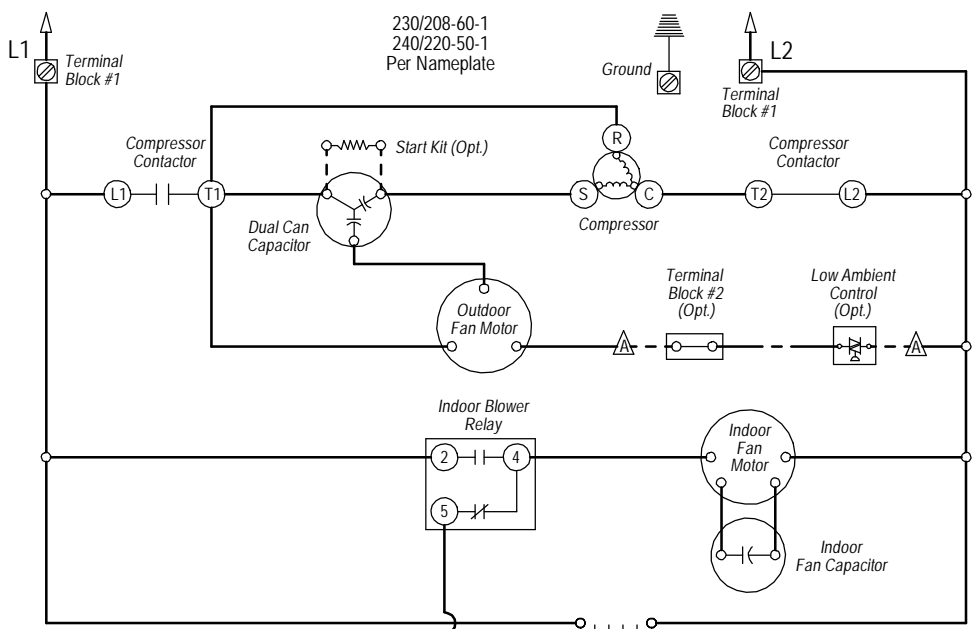 230/208-60-1
240/220-50-1
Per Nameplate
L1
Terminal
Block #1
Ground
L2
Terminal
Block #1
Compressor
Contactor
Start Kit (Opt.)
R
Compressor
Contactor
L1
T1
S
C
T2
L2
Dual Can
Capacitor
Compressor
Outdoor
Fan Motor
Terminal
Block #2
(Opt.)
Low Ambient
Control
(Opt.)
A
A
Indoor Blower
Relay
2
4
5
Indoor
Fan
Motor
Indoor
Fan Capacitor